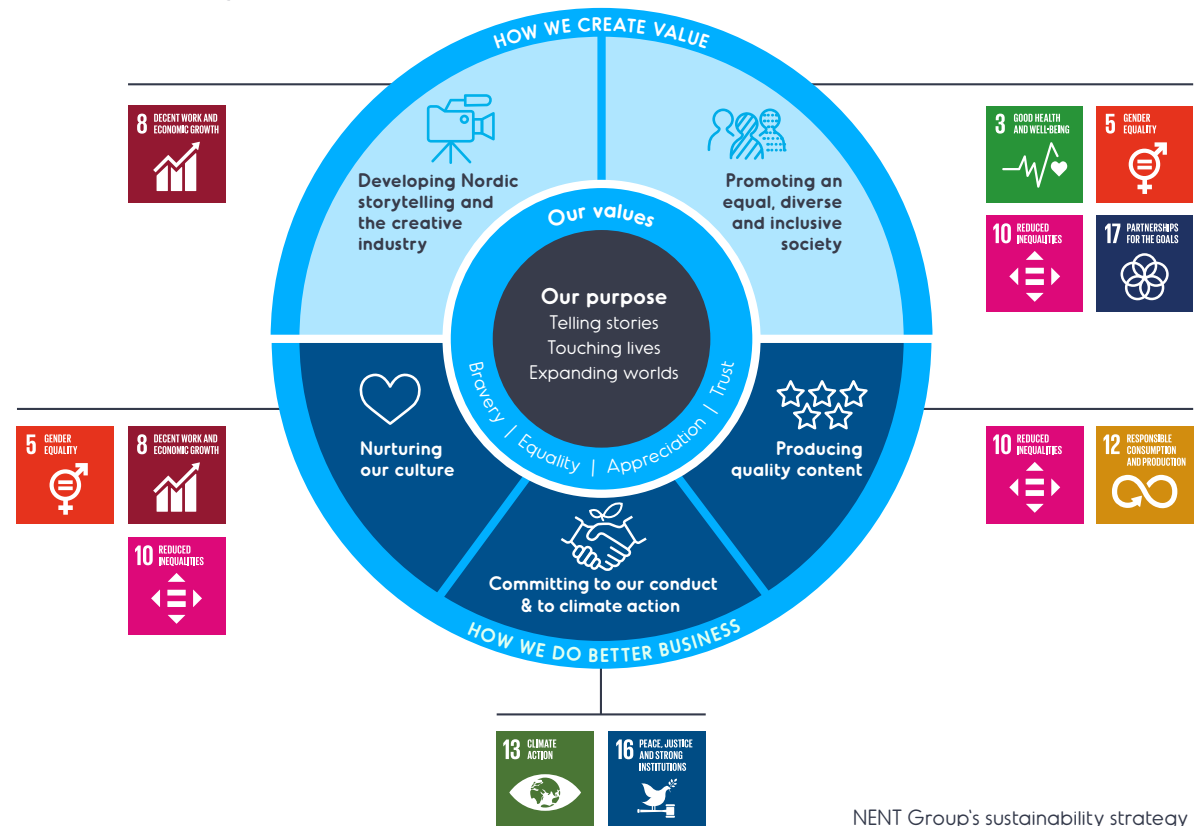 HOW WE CREATE VALUE
8 DECENT WORK AND
ECONOMIC GROWTH
Developing Nordic
storytelling and
the creative
industry
Promoting an
equal, diverse
and inclusive
society
3 GOOD HEALTH
AND WELL-BEING
5 GENDER
EQUALITY
10 REDUCED
INEQUALITIES
17 PARTNERSHIPS
FOR THE GOALS
Our values
Our purpose
Telling stories
Touching lives
Expanding worlds
Bravery | Equality | Appreciation | Trust
5 GENDER
EQUALITY
8 DECENT WORK AND
ECONOMIC GROWTH
10 REDUCED
INEQUALITIES
Nurturing
our culture
Producing
quality content
10 REDUCED
INEQUALITIES
12 RESPONSIBLE
CONSUMPTION
AND PRODUCTION
Committing to our conduct
& to climate action
HOW WE DO BETTER BUSINESS
13 CLIMATE
ACTION
16 PEACE, JUSTICE
AND STRONG
INSTITUTIONS
NENT Group's sustainability strategy